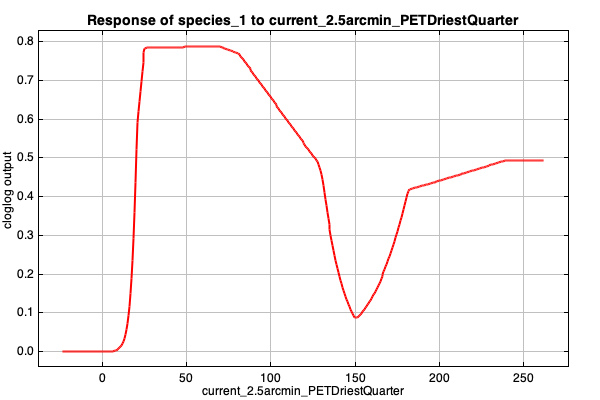 Response of species_1 to current_2.5arcmin_PETDriestQuarter
cloglog output
0.8
0.7
0.6
0.5
0.4
0.3
0.2
0.1
0.0
0 50 100 150 200 250
current_2.5arcmin_PETDriestQuarter